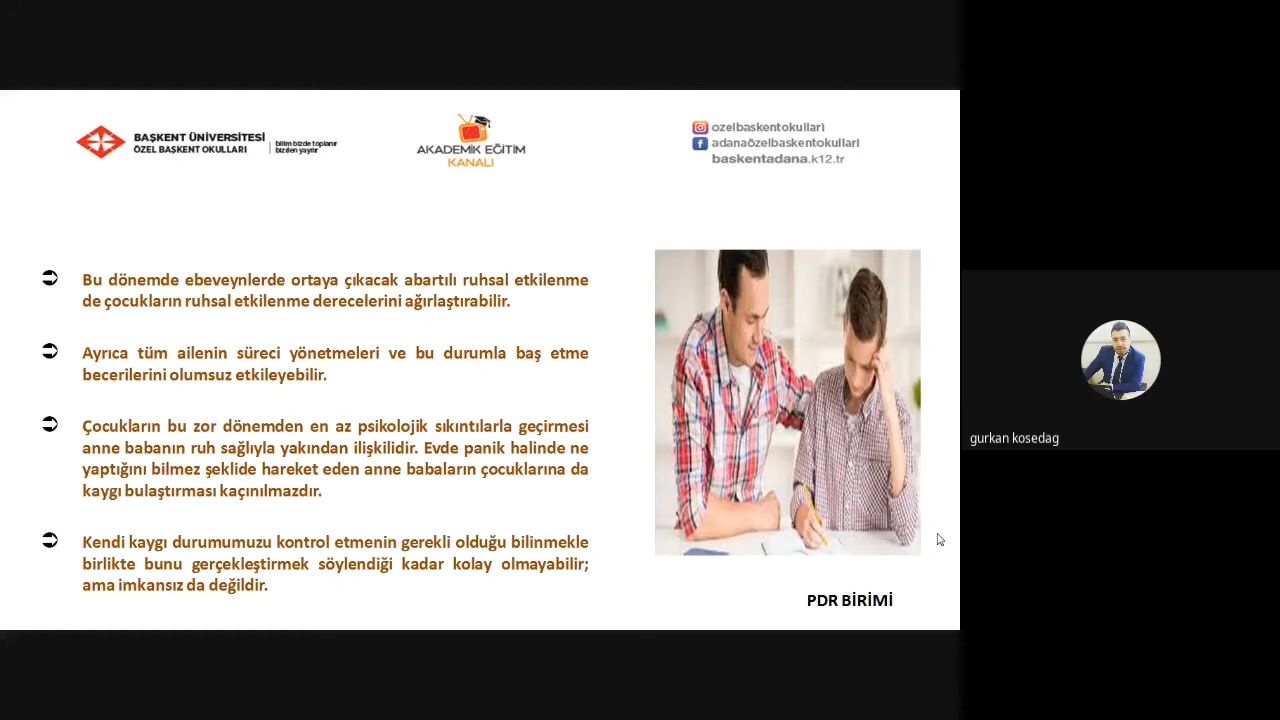 BAŞKENT ÜNİVERSİTESİ
ÖZEL BAŞKENT OKULLARI
bilim bizde toplanır
bizden yayılır
AKADEMİK EĞİTİM
KANALI
ozelbaskentokullari
adanaözelbaskentokullari
baskentadana.k12.tr
Bu dönemde ebeveynlerde ortaya çıkacak abartılı ruhsal etkilenme
de çocukların ruhsal etkilenme derecelerini ağırlaştırabilir.
Ayrıca tüm ailenin süreci yönetmeleri ve bu durumla baş etme
becerilerini olumsuz etkileyebilir.
Çocukların bu zor dönemden en az psikolojik sıkıntılarla geçirmesi
anne babanın ruh sağlıyla yakından ilişkilidir. Evde panik halinde ne
yaptığını bilmez şeklide hareket eden anne babaların çocuklarına da
kaygı bulaştırması kaçınılmazdır.
Kendi kaygı durumumuzu kontrol etmenin gerekli olduğu bilinmekle
birlikte bunu gerçekleştirmek söylendiği kadar kolay olmayabilir;
ama imkansız da değildir.
PDR BİRİMİ
gurkan kosedag